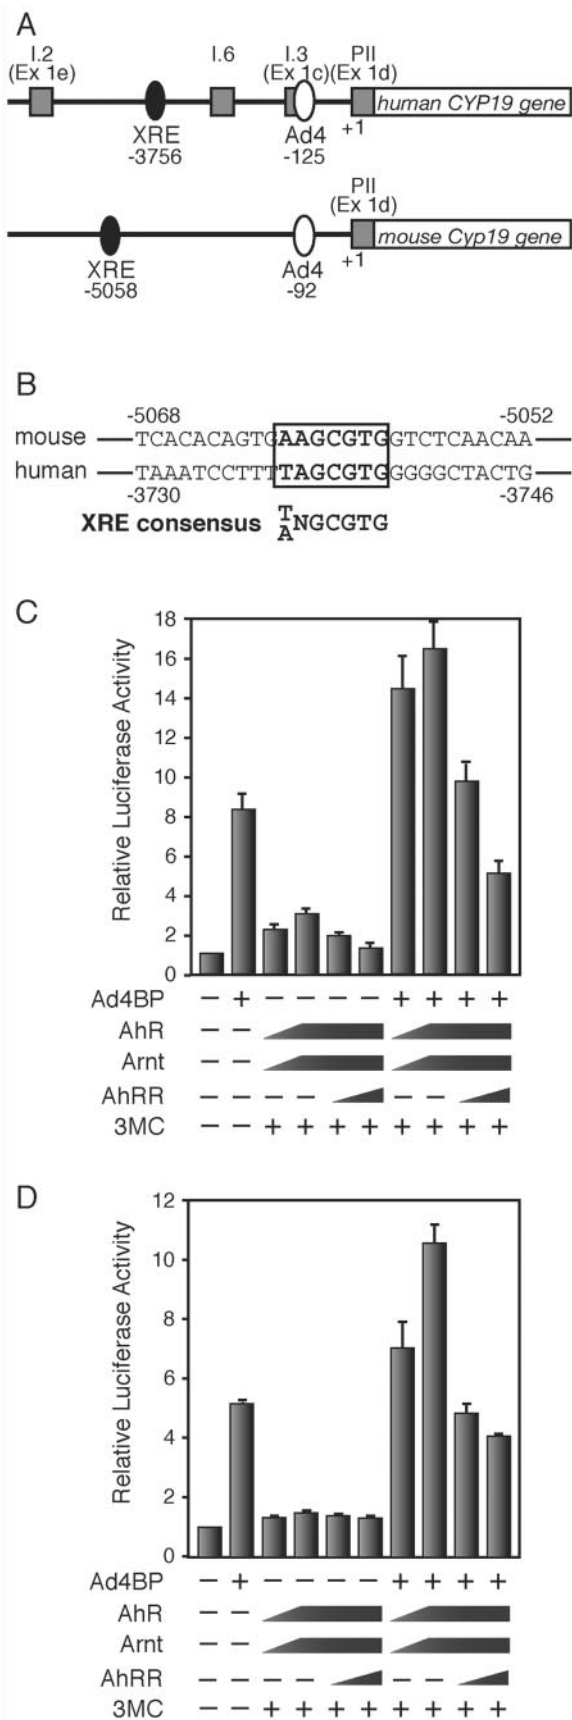 A
I.2 I.6 I.3 PII
(Ex 1e) (Ex 1c) (Ex 1d)
human CYP19 gene
XRE Ad4 +1
-3756 -125
PII
(Ex 1d)
mouse Cyp19 gene
XRE Ad4 +1
-5058 -92
B
-5068 -5052
mouse TCACACAGTGAAGCGTGGTCTCAACAA
human TAAATCCTTTTAGCGTGGGGGCTACTG
-3730 -3746
XRE consensus T/A NGCGTG
C
Relative Luciferase Activity
18
16
14
12
10
8
6
4
2
0
Ad4BP − + − − − − + + + +
AhR − −
Arnt − −
AhRR − − − − − −
3MC − − + + + + + + + +
D
Relative Luciferase Activity
12
10
8
6
4
2
0
Ad4BP − + − − − − + + + +
AhR − −
Arnt − −
AhRR − − − − − −
3MC − − + + + + + + + +